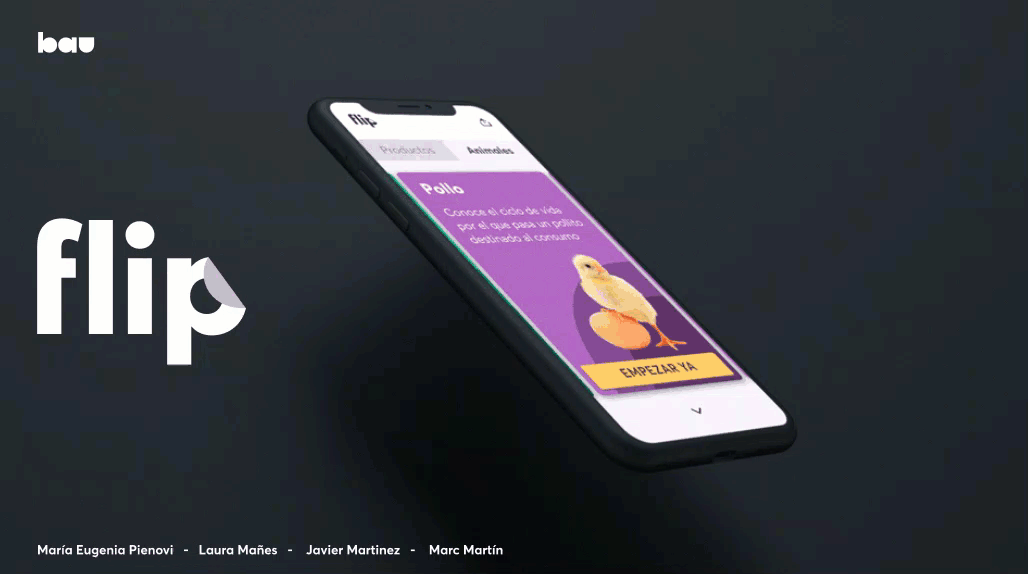 bau
flip
flip
Productos
Animales
Pollo
Conoce el ciclo de vida
por el que pasa un pollito
destinado al consumo
EMPEZAR YA
María Eugenia Pienovi - Laura Mañes - Javier Martinez - Marc Martín